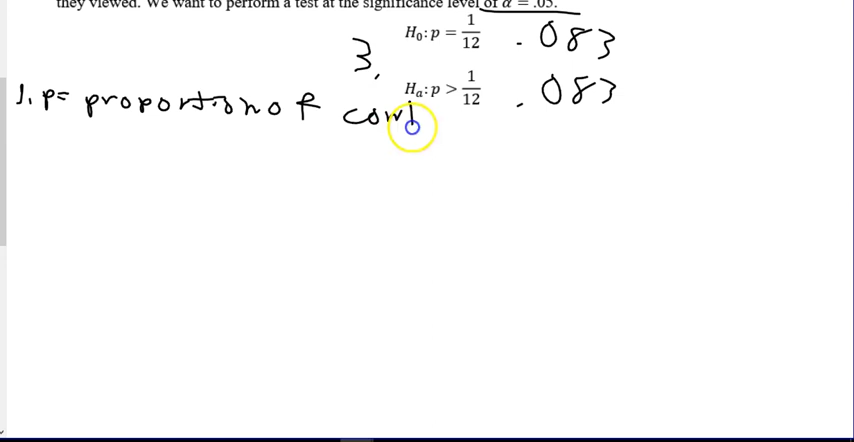 they viewed. We want to perform a test at the significance level of α = .05.
H₀: p = 1/12 .083
3.
Hₐ: p > 1/12 .083
1. p= proportion of